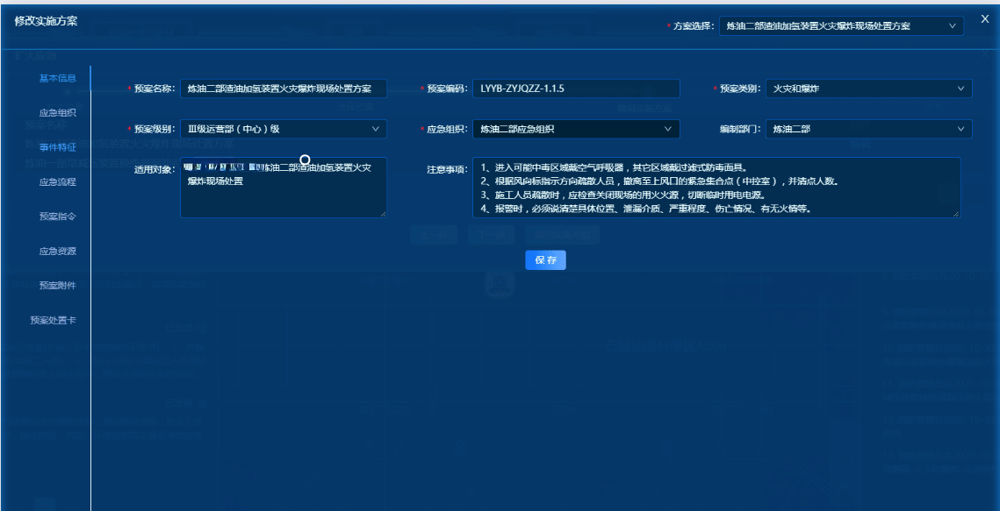 修改实施方案
* 方案选择： 炼油二部渣油加氢装置火灾爆炸现场处置方案
X
基本信息
应急组织
事件特征
应急流程
预案指令
应急资源
预案附件
预案处置卡
* 预案名称： 炼油二部渣油加氢装置火灾爆炸现场处置方案
* 预案编码： LYYB-ZYJQZZ-1.1.5
* 预案类别： 火灾和爆炸
* 预案级别： Ⅲ级运营部（中心）级
* 应急组织： 炼油二部应急组织
编制部门： 炼油二部
适用对象： 炼油二部渣油加氢装置火灾
爆炸现场处置
注意事项： 1、进入可能中毒区域戴空气呼吸器，其它区域戴过滤式防毒面具。
2、根据风向标指示方向疏散人员，撤离至上风口的紧急集合点（中控室），并清点人数。
3、施工人员疏散时，应检查关闭现场的用火火源，切断临时用电电源。
4、报警时，必须说清楚具体位置、泄漏介质、严重程度、伤亡情况、有无火情等。
保存